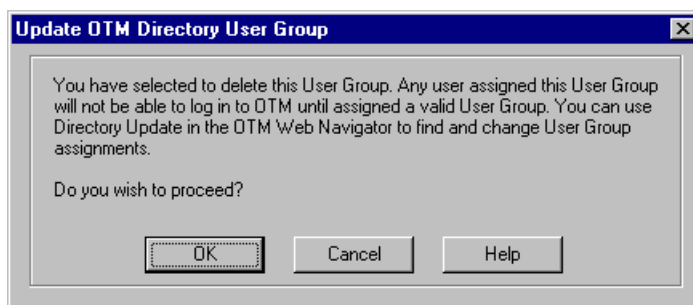 Update OTM Directory User Group
You have selected to delete this User Group. Any user assigned this User Group
will not be able to log in to OTM until assigned a valid User Group. You can use
Directory Update in the OTM Web Navigator to find and change User Group
assignments.
Do you wish to proceed?
OK Cancel Help